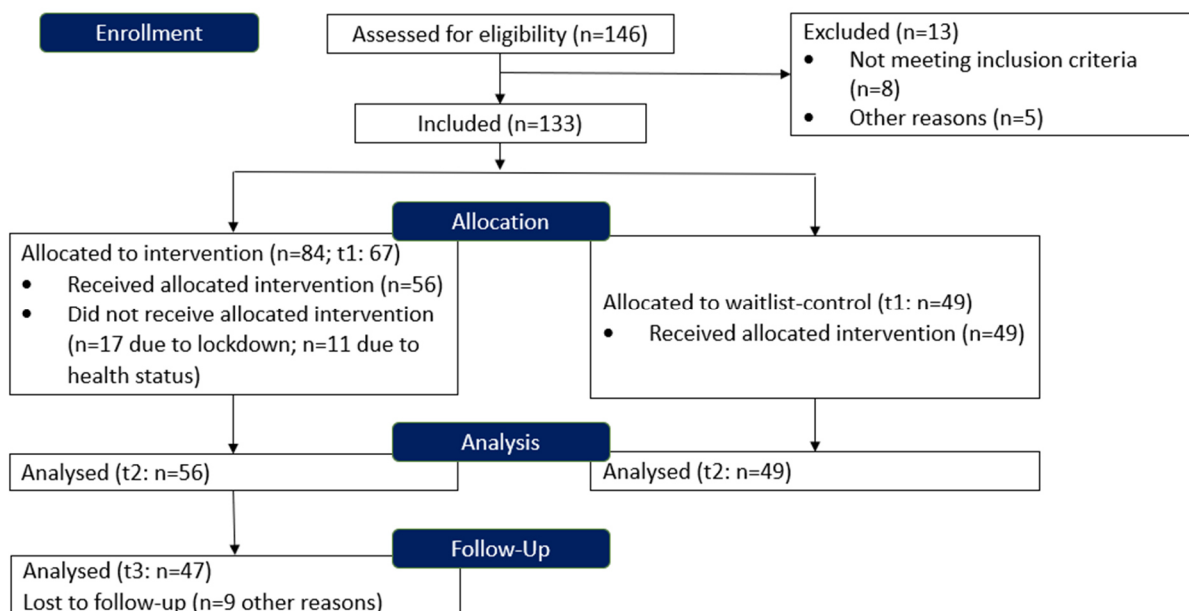 Enrollment
Assessed for eligibility (n=146)
Excluded (n=13)
• Not meeting inclusion criteria
(n=8)
• Other reasons (n=5)
Included (n=133)
Allocation
Allocated to intervention (n=84; t1: 67)
• Received allocated intervention (n=56)
• Did not receive allocated intervention
(n=17 due to lockdown; n=11 due to
health status)
Allocated to waitlist-control (t1: n=49)
• Received allocated intervention (n=49)
Analysis
Analysed (t2: n=56)
Analysed (t2: n=49)
Follow-Up
Analysed (t3: n=47)
Lost to follow-up (n=9 other reasons)